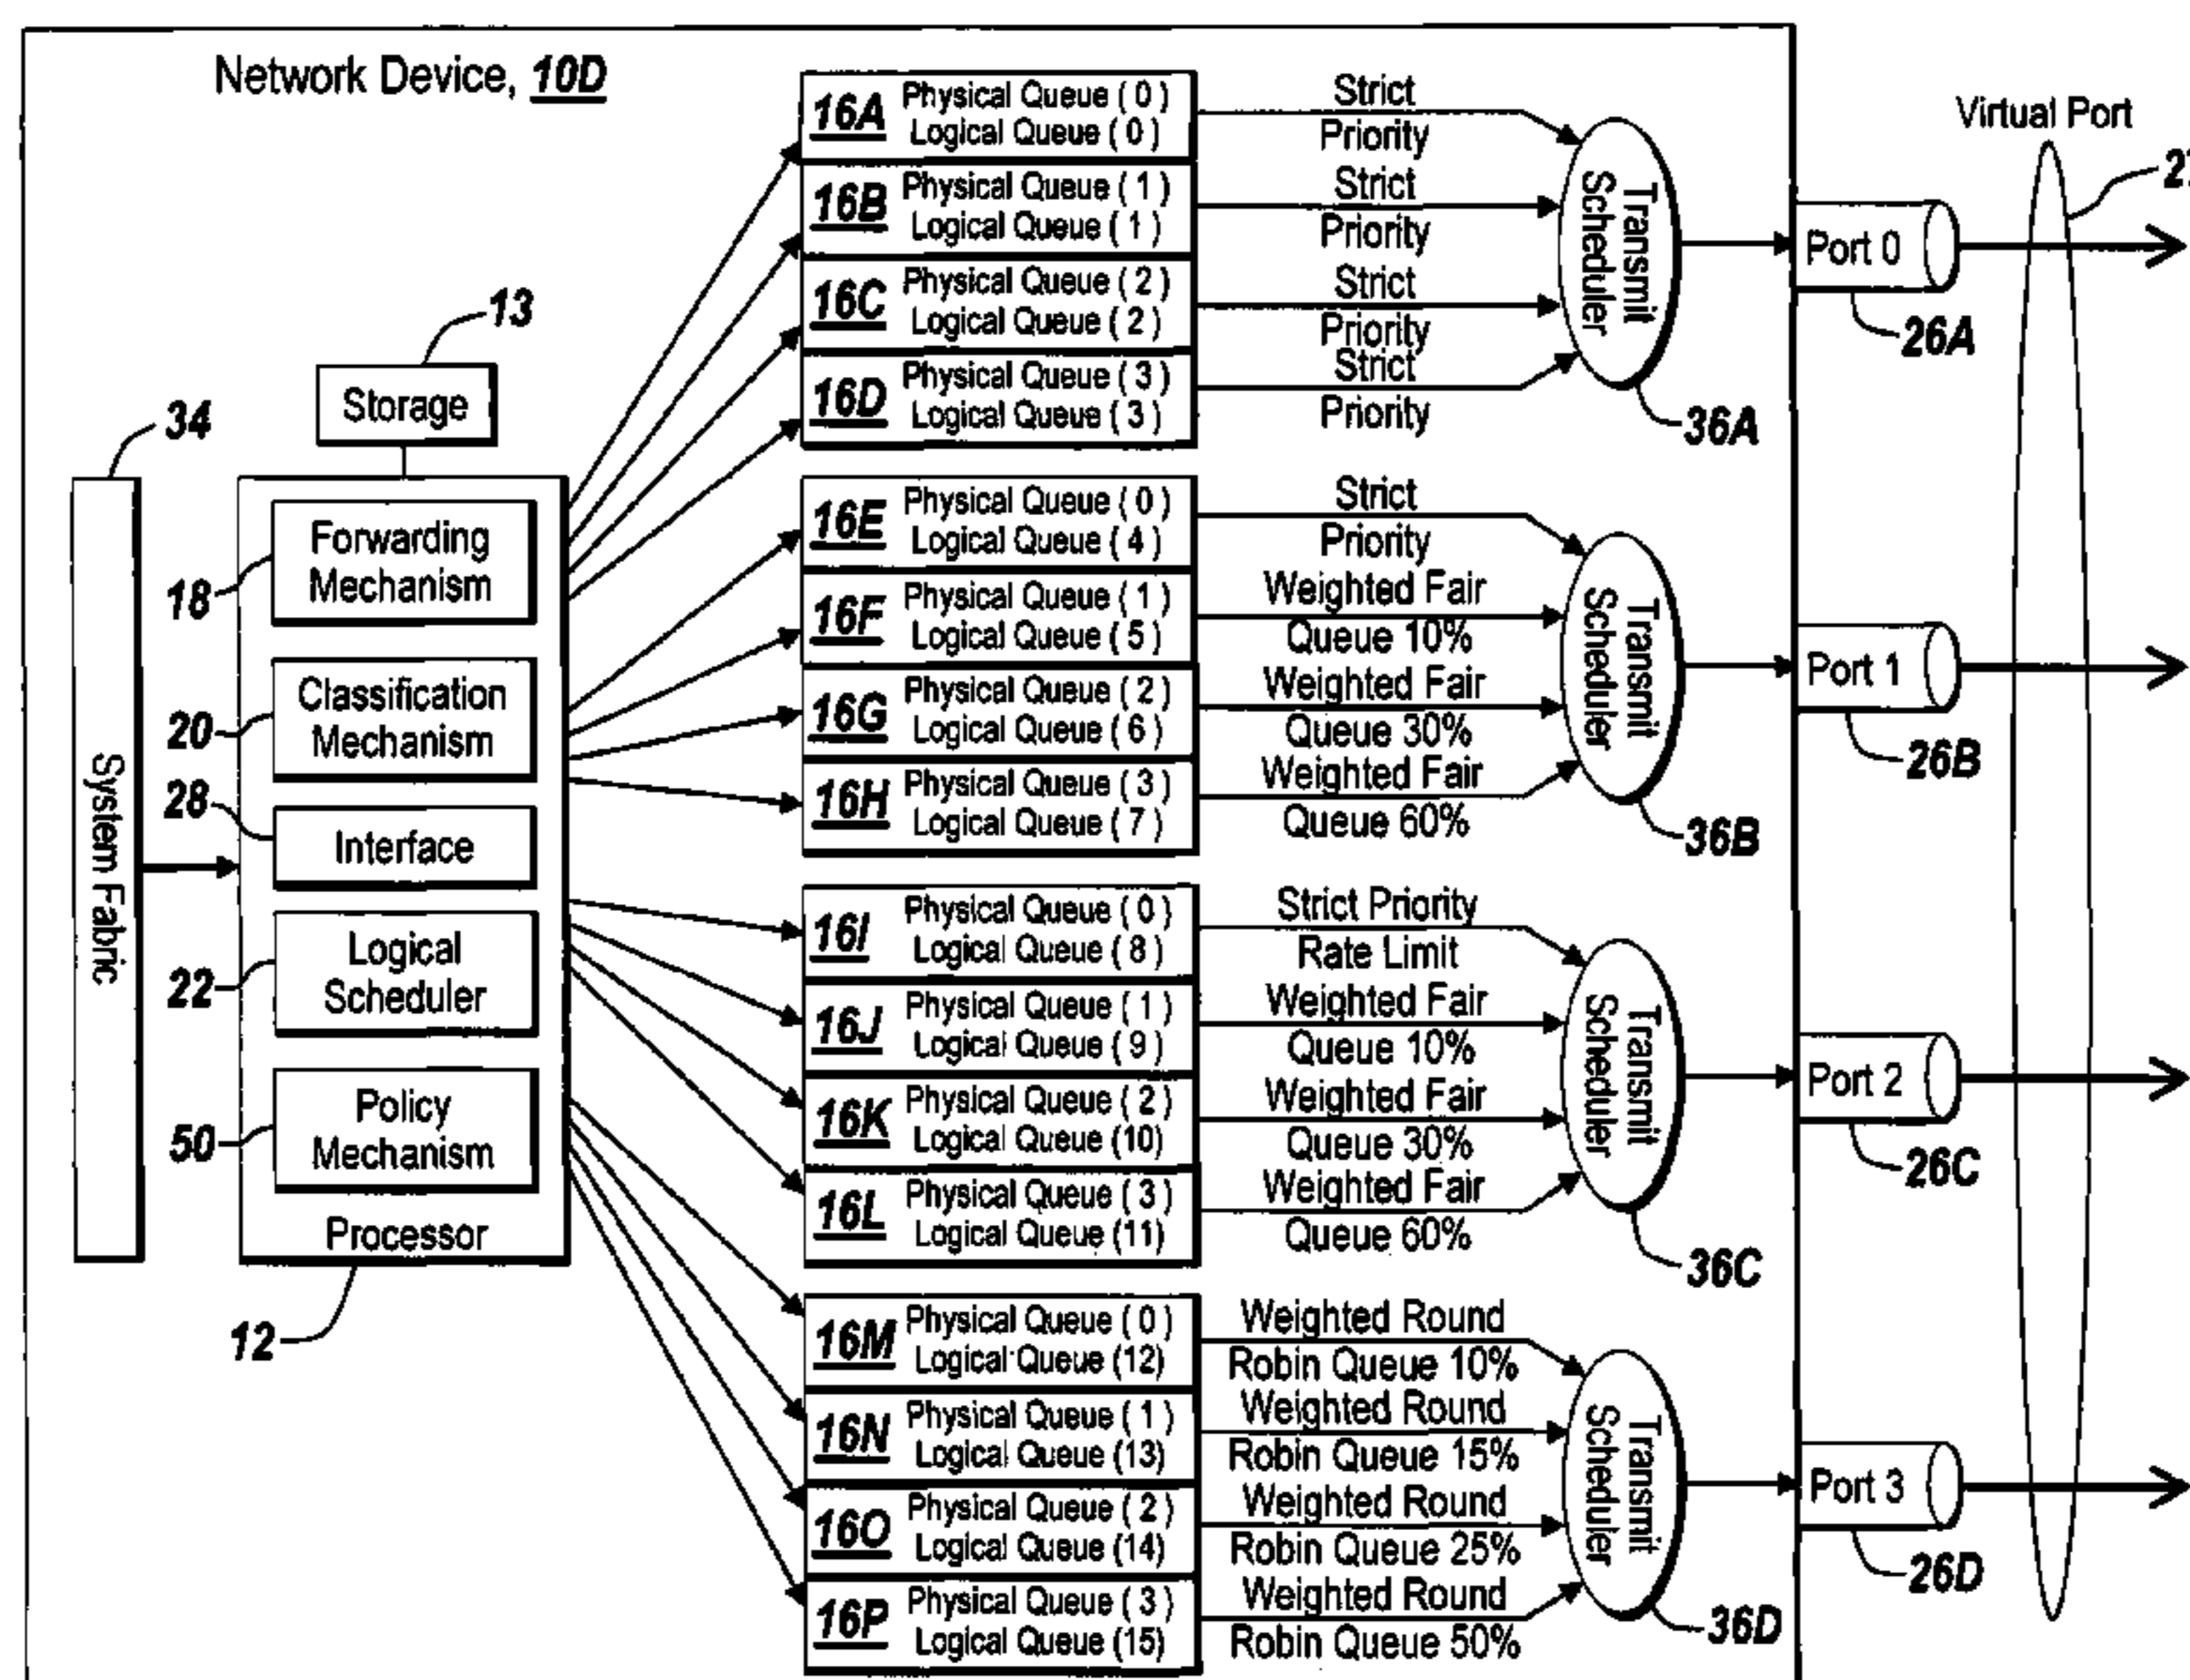 Network Device, 10D
16A Physical Queue ( 0 )
Logical Queue ( 0 )
Strict
Priority
16B Physical Queue ( 1 )
Logical Queue ( 1 )
Strict
Priority
16C Physical Queue ( 2 )
Logical Queue ( 2 )
Strict
Priority
16D Physical Queue ( 3 )
Logical Queue ( 3 )
Strict
Priority
Transmit
Scheduler
36A
Port 0
26A
Virtual Port
13
Storage
34
System Fabric
Forwarding
Mechanism
18
Classification
Mechanism
20
Interface
28
Logical
Scheduler
22
Policy
Mechanism
50
Processor
12
16E Physical Queue ( 0 )
Logical Queue ( 4 )
Strict
Priority
16F Physical Queue ( 1 )
Logical Queue ( 5 )
Weighted Fair
Queue 10%
16G Physical Queue ( 2 )
Logical Queue ( 6 )
Weighted Fair
Queue 30%
16H Physical Queue ( 3 )
Logical Queue ( 7 )
Weighted Fair
Queue 60%
Transmit
Scheduler
36B
Port 1
26B
16I Physical Queue ( 0 )
Logical Queue ( 8 )
Strict Priority
Rate Limit
16J Physical Queue ( 1 )
Logical Queue ( 9 )
Weighted Fair
Queue 10%
16K Physical Queue ( 2 )
Logical Queue (10)
Weighted Fair
Queue 30%
16L Physical Queue ( 3 )
Logical Queue (11)
Weighted Fair
Queue 60%
Transmit
Scheduler
36C
Port 2
26C
16M Physical Queue ( 0 )
Logical Queue (12)
Weighted Round
Robin Queue 10%
16N Physical Queue ( 1 )
Logical Queue (13)
Weighted Round
Robin Queue 15%
16O Physical Queue ( 2 )
Logical Queue (14)
Weighted Round
Robin Queue 25%
16P Physical Queue ( 3 )
Logical Queue (15)
Weighted Round
Robin Queue 50%
Transmit
Scheduler
36D
Port 3
26D